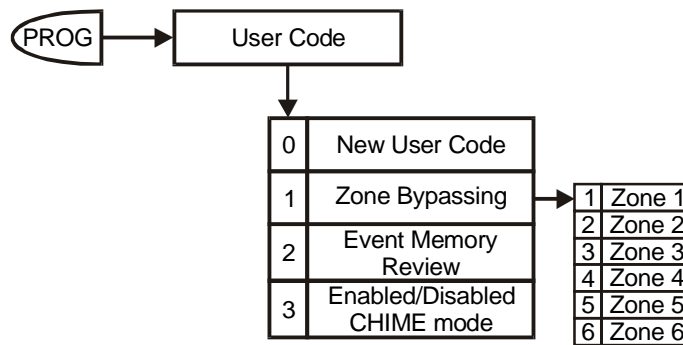 PROG
User Code
0 New User Code
1 Zone Bypassing
2 Event Memory
Review
3 Enabled/Disabled
CHIME mode
1 Zone 1
2 Zone 2
3 Zone 3
4 Zone 4
5 Zone 5
6 Zone 6